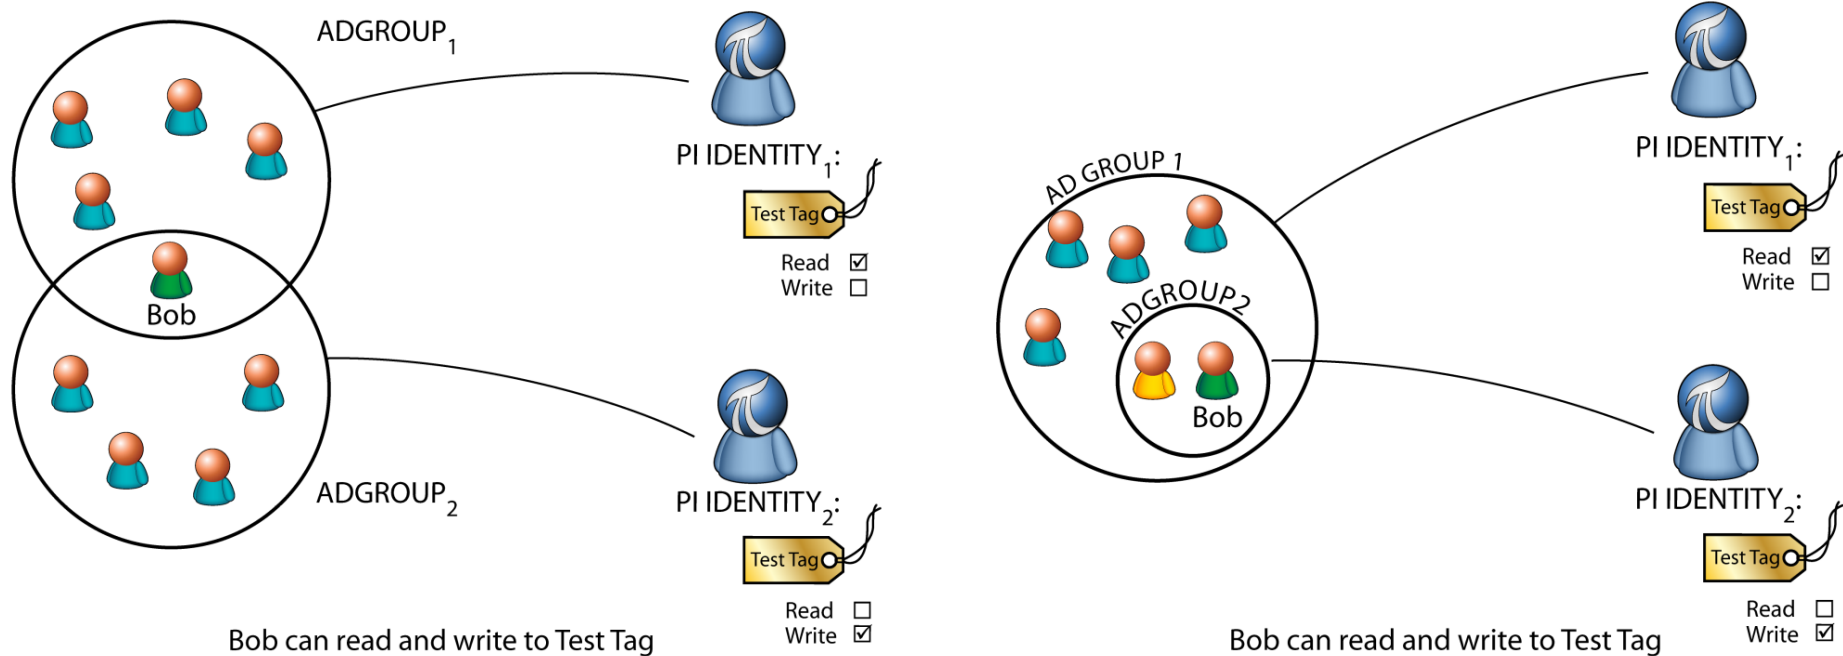 ADGROUP1
PI IDENTITY1:
Test Tag
Read ☑
Write ☐
Bob
ADGROUP2
PI IDENTITY2:
Test Tag
Read ☐
Write ☑
Bob can read and write to Test Tag
AD GROUP 1
PI IDENTITY1:
Test Tag
Read ☑
Write ☐
ADGROUP2
Bob
PI IDENTITY2:
Test Tag
Read ☐
Write ☑
Bob can read and write to Test Tag